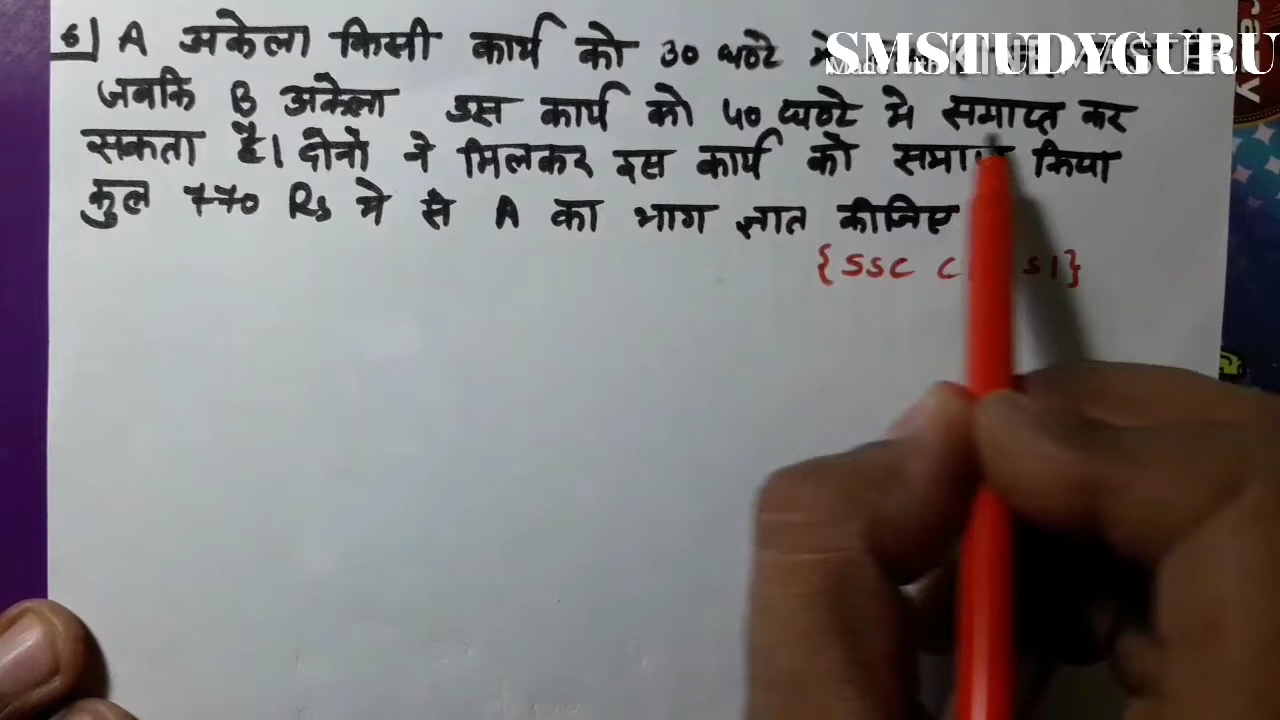 6) A अकेला किसी कार्य को 30 घण्टे मे
SMSTUDYGURU
जबकि B अकेला उस कार्य को 40 घण्टे मे समाप्त कर
सकता है। दोनो ने मिलकर इस कार्य को समाप्त किया
कुल 770 Rs मे से A का भाग ज्ञात कीजिए
{SSC